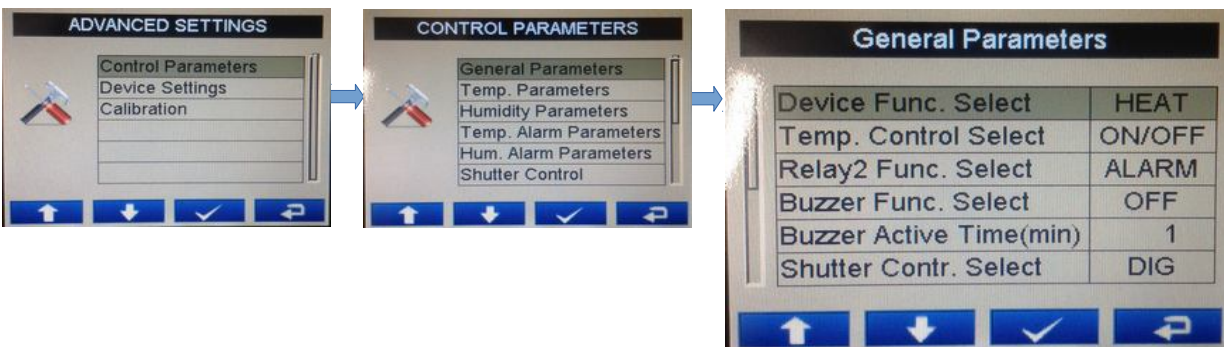 ADVANCED SETTINGS
Control Parameters
Device Settings
Calibration
CONTROL PARAMETERS
General Parameters
Temp. Parameters
Humidity Parameters
Temp. Alarm Parameters
Hum. Alarm Parameters
Shutter Control
General Parameters
Device Func. Select HEAT
Temp. Control Select ON/OFF
Relay2 Func. Select ALARM
Buzzer Func. Select OFF
Buzzer Active Time(min) 1
Shutter Contr. Select DIG